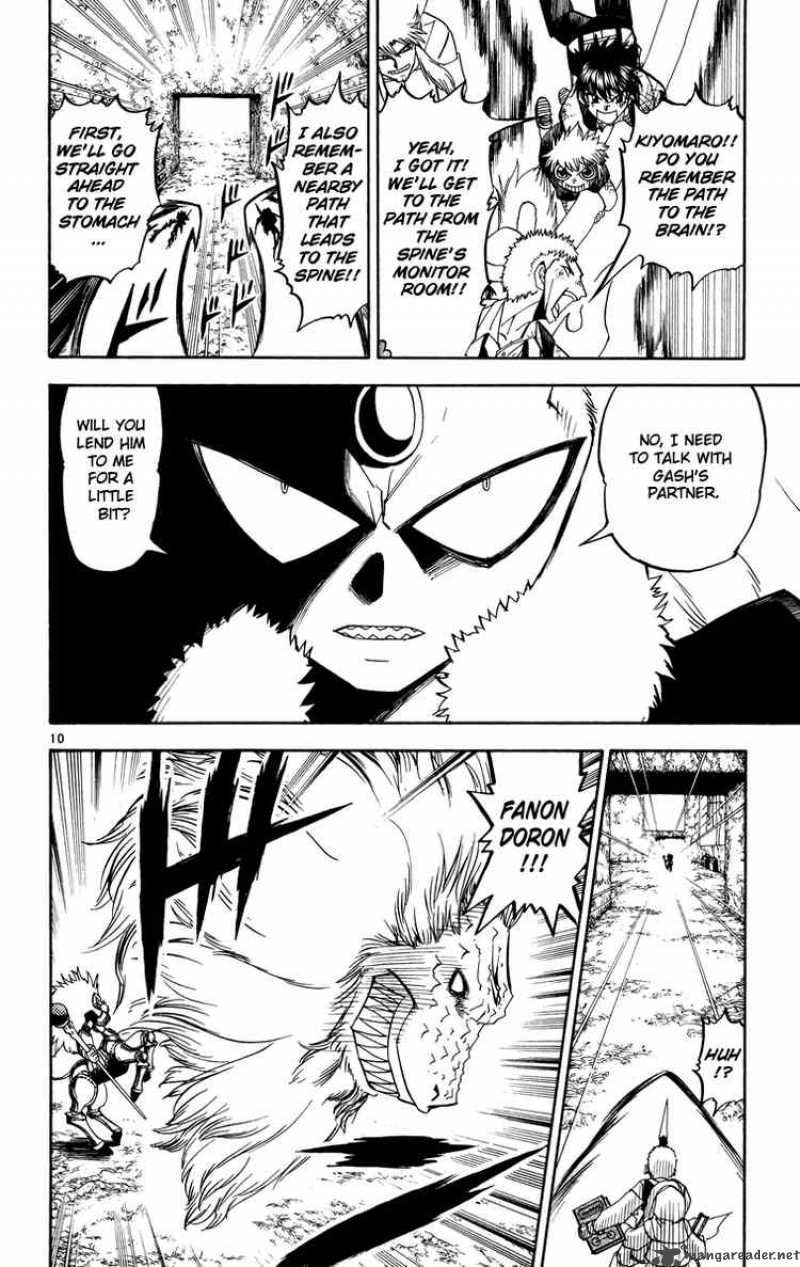 KIYOMARO!!
DO YOU
REMEMBER
THE PATH
TO THE
BRAIN!?
YEAH,
I GOT IT!
WE'LL GET
TO THE
PATH FROM
THE
SPINE'S
MONITOR
ROOM!!
I ALSO
REMEM-
BER A
NEARBY
PATH
THAT
LEADS
TO THE
SPINE!!
FIRST,
WE'LL GO
STRAIGHT
AHEAD
TO THE
STOMACH
...
NO, I NEED
TO TALK WITH
GASH'S
PARTNER.
WILL YOU
LEND HIM
TO ME
FOR A
LITTLE
BIT?
10
HUH
!?
FANON
DORON
!!!
mangareader.net